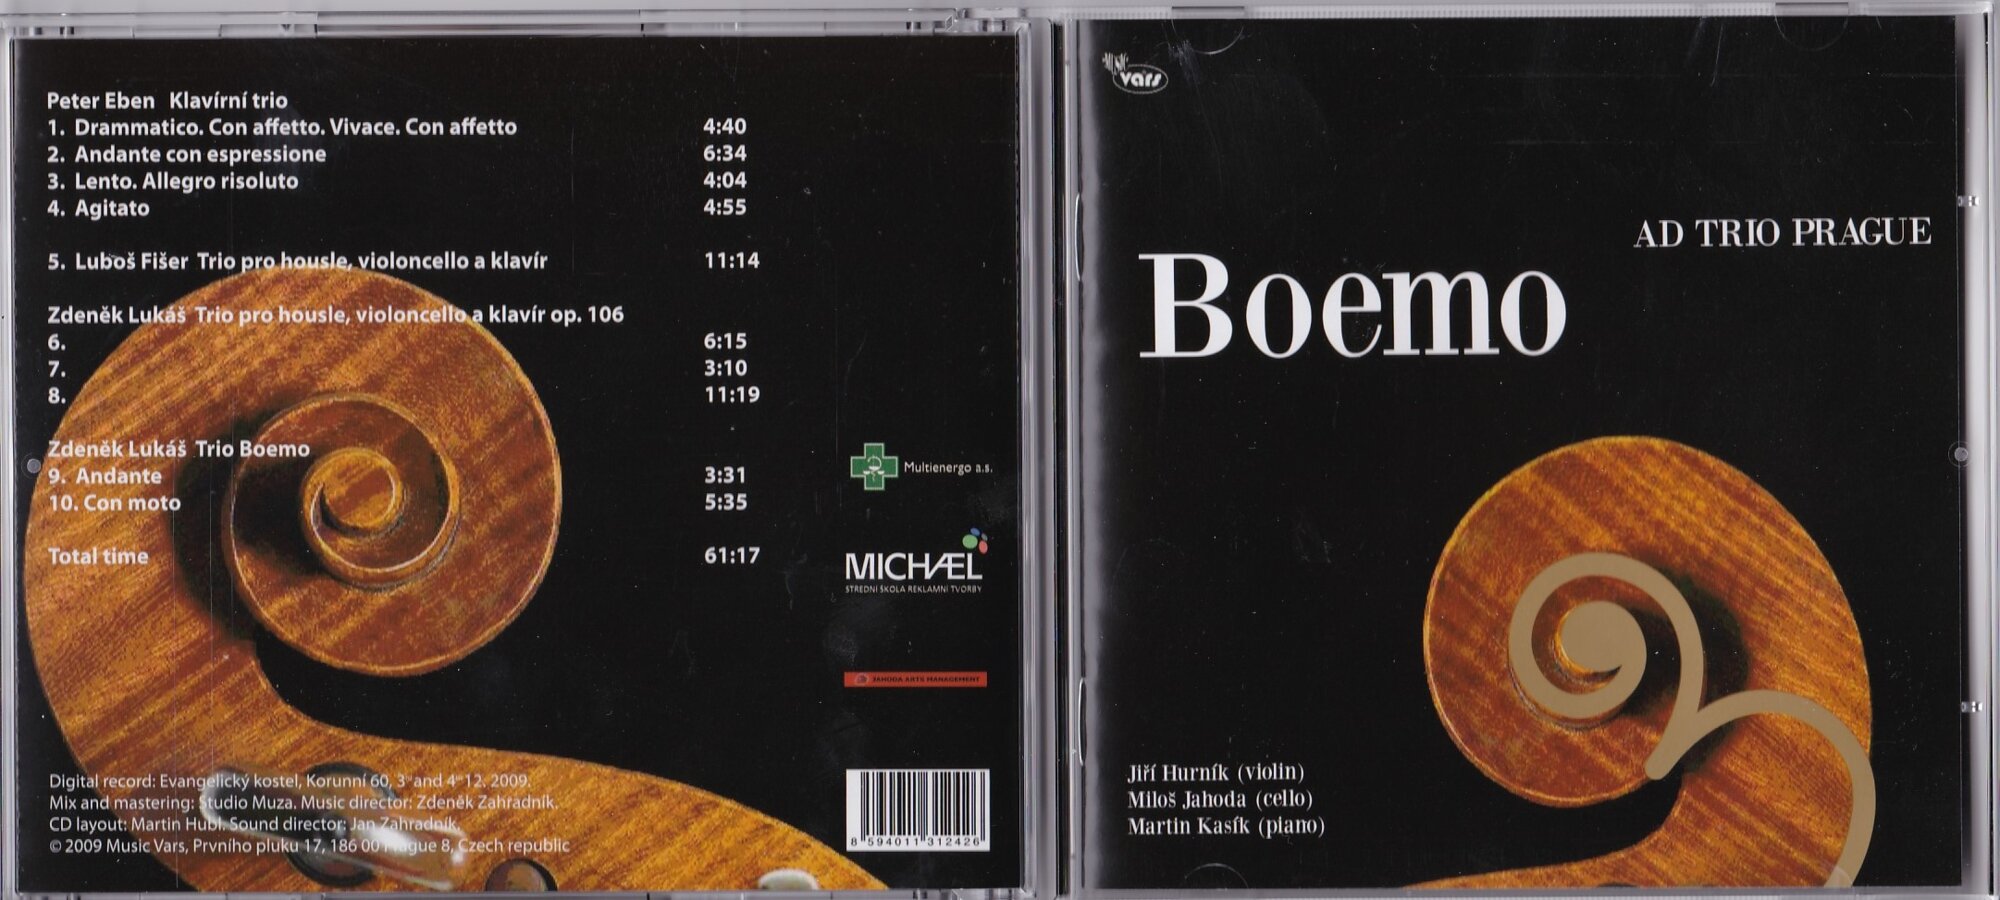 Peter Eben Klavírní trio
1. Drammatico. Con affetto. Vivace. Con affetto 4:40
2. Andante con espressione 6:34
3. Lento. Allegro risoluto 4:04
4. Agitato 4:55
5. Luboš Fišer Trio pro housle, violoncello a klavír 11:14
Zdeněk Lukáš Trio pro housle, violoncello a klavír op. 106
6. 6:15
7. 3:10
8. 11:19
Zdeněk Lukáš Trio Boemo
9. Andante 3:31
10. Con moto 5:35
Total time 61:17
Multienergo a.s.
MICHÆL
STŘEDNÍ ŠKOLA REKLAMNÍ TVORBY
JAHODA ARTS MANAGEMENT
Digital record: Evangelický kostel, Korunní 60, 3rd and 4th 12. 2009.
Mix and mastering: Studio Muza. Music director: Zdeněk Zahradník.
CD layout: Martin Hubl. Sound director: Jan Zahradník.
© 2009 Music Vars, Prvního pluku 17, 186 00 Prague 8, Czech republic
8 594011 312426
MUSIC
vars
AD TRIO PRAGUE
Boemo
Jiří Hurník (violin)
Miloš Jahoda (cello)
Martin Kasík (piano)